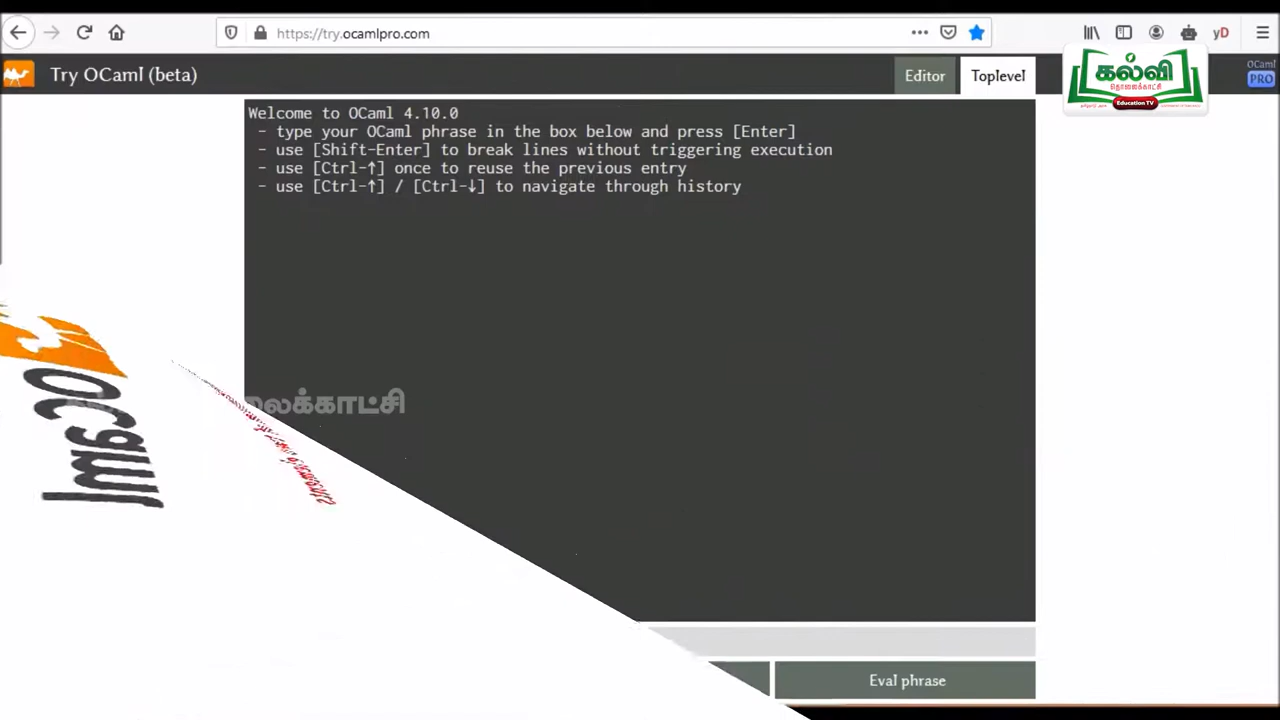 https://try.ocamlpro.com
yD
Try OCaml (beta)
Editor
Toplevel
கல்வி
தொலைக்காட்சி
Education TV
OCaml
PRO
Welcome to OCaml 4.10.0
- type your OCaml phrase in the box below and press [Enter]
- use [Shift-Enter] to break lines without triggering execution
- use [Ctrl-↑] once to reuse the previous entry
- use [Ctrl-↑] / [Ctrl-↓] to navigate through history
லைக்காட்சி
OCaml
Eval phrase